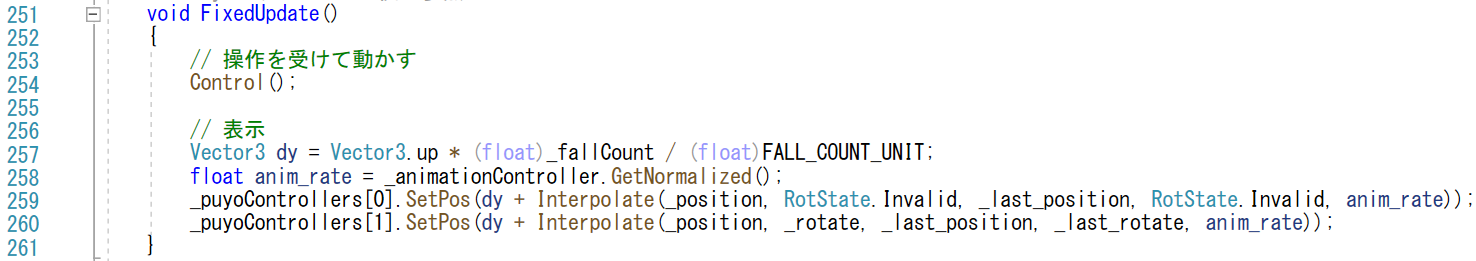 251 void FixedUpdate()
252 {
253 // 操作を受けて動かす
254 Control();
255
256 // 表示
257 Vector3 dy = Vector3.up * (float)_fallCount / (float)FALL_COUNT_UNIT;
258 float anim_rate = _animationController.GetNormalized();
259 _puyoControllers[0].SetPos(dy + Interpolate(_position, RotState.Invalid, _last_position, RotState.Invalid, anim_rate));
260 _puyoControllers[1].SetPos(dy + Interpolate(_position, _rotate, _last_position, _last_rotate, anim_rate));
261 }